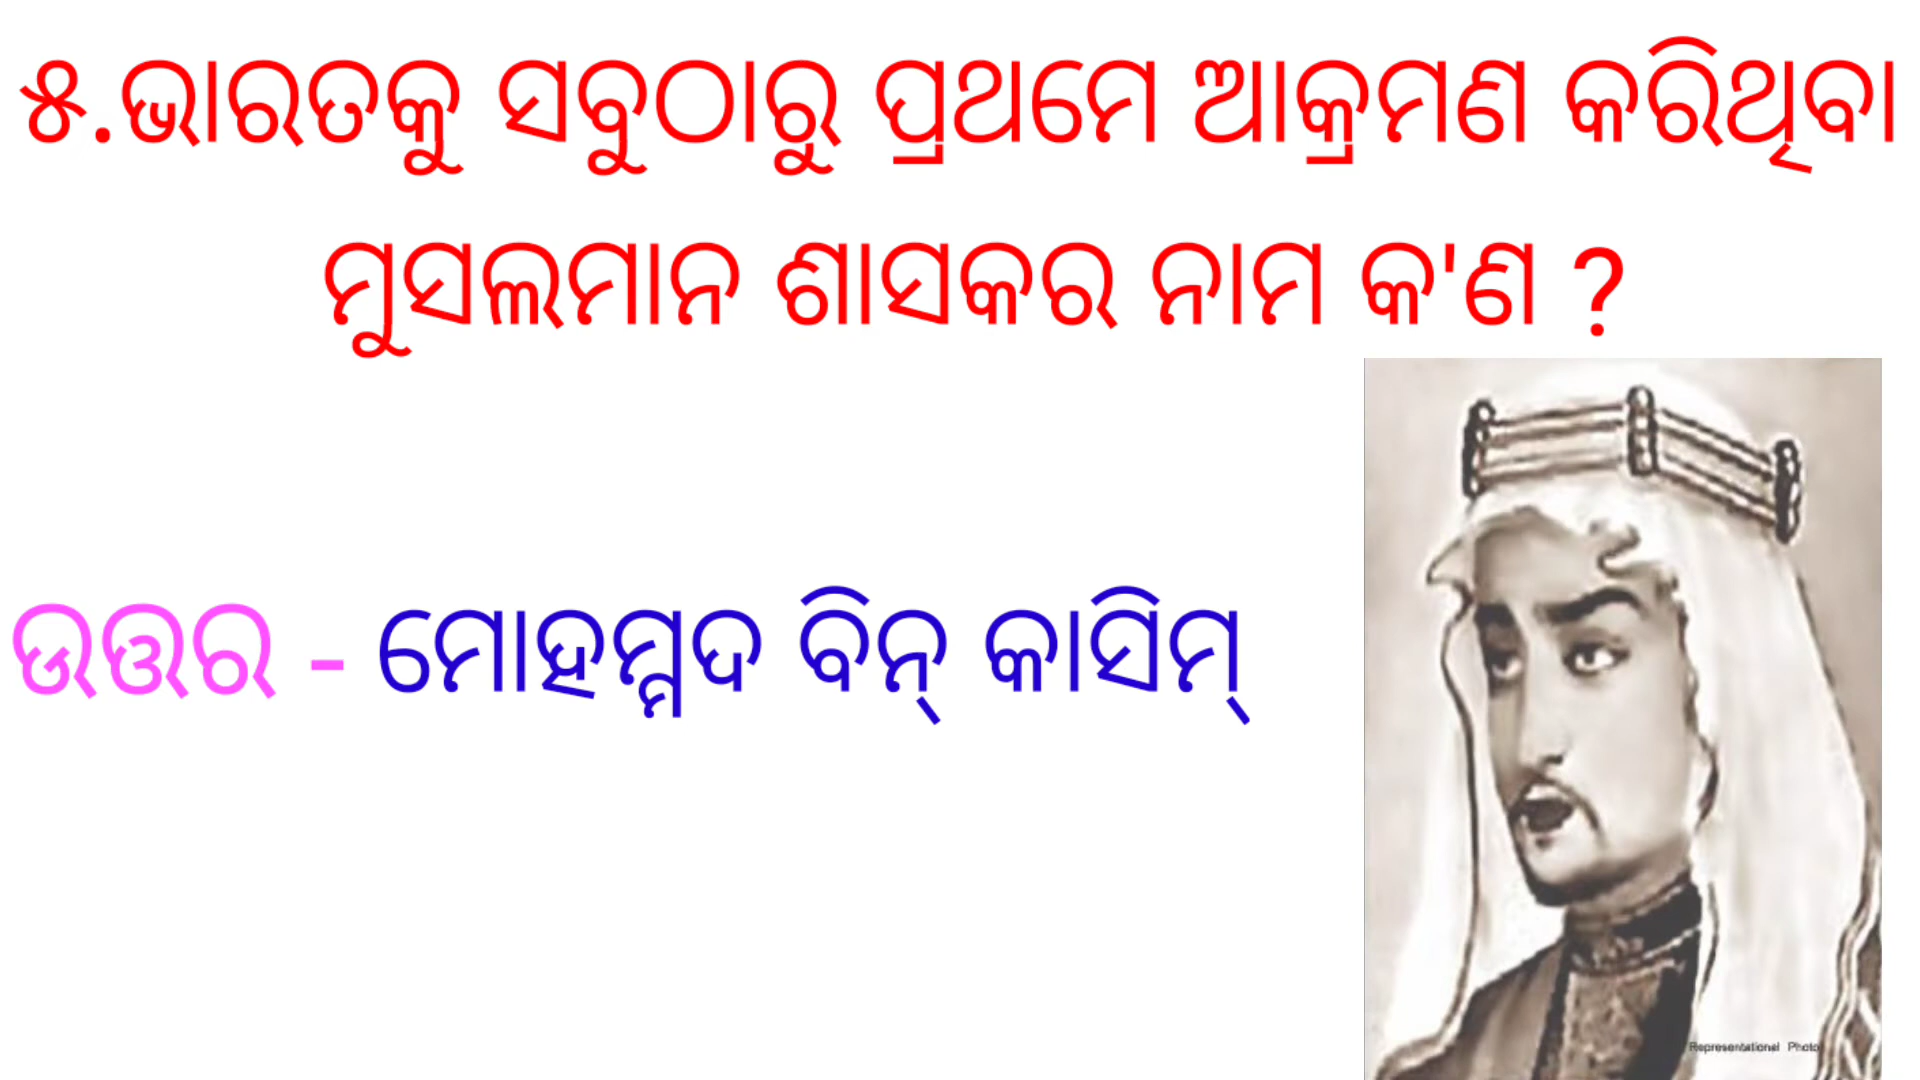 ୫.ଭାରତକୁ ସବୁଠାରୁ ପ୍ରଥମେ ଆକ୍ରମଣ କରିଥିବା
ମୁସଲମାନ ଶାସକର ନାମ କ'ଣ ?
ଉତ୍ତର - ମୋହମ୍ମଦ ବିନ୍ କାସିମ୍
Representational Photo